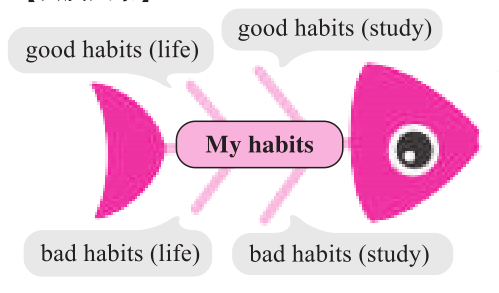 good habits (life)
good habits (study)
My habits
bad habits (life)
bad habits (study)